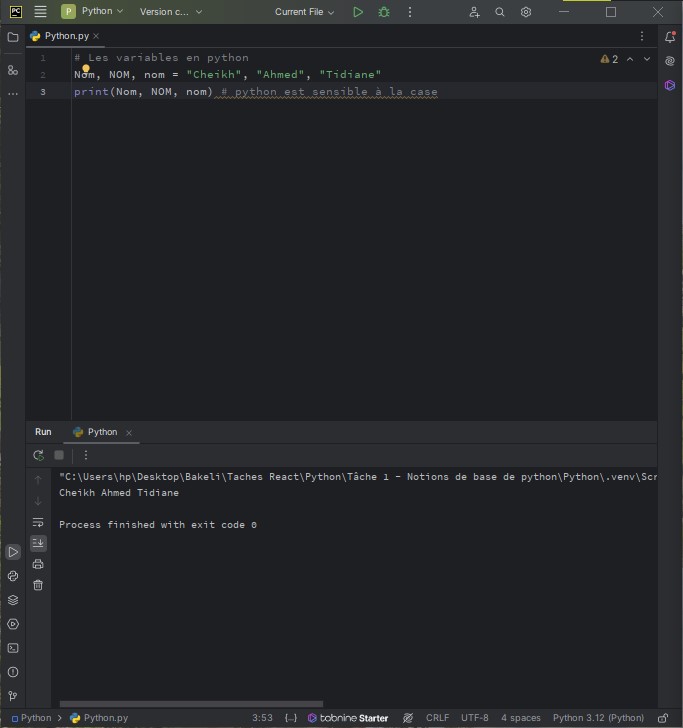 PC
P
Python
Version c...
Current File
Python.py
1
# Les variables en python
2
2
Nom, NOM, nom = "Cheikh", "Ahmed", "Tidiane"
3
print(Nom, NOM, nom) # python est sensible à la case
Run
Python
"C:\Users\hp\Desktop\Bakeli\Taches React\Python\Tâche 1 - Notions de base de python\Python\.venv\Scr
Cheikh Ahmed Tidiane
Process finished with exit code 0
Python
Python.py
3:53
{..}
tabnine Starter
CRLF
UTF-8
4 spaces
Python 3.12 (Python)